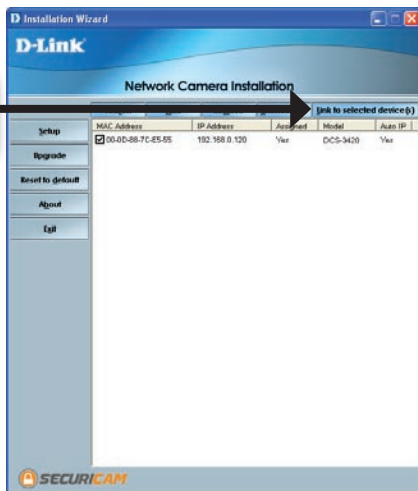 D Installation Wizard
D-Link
Network Camera Installation
Link to selected device(s)
MAC Address IP Address Assigned Model Auto IP
00-0D-88-7C-E5-55 192.168.0.120 Yes DCS-3420 Yes
Setup
Upgrade
Reset to default
About
Exit
SECURICAM